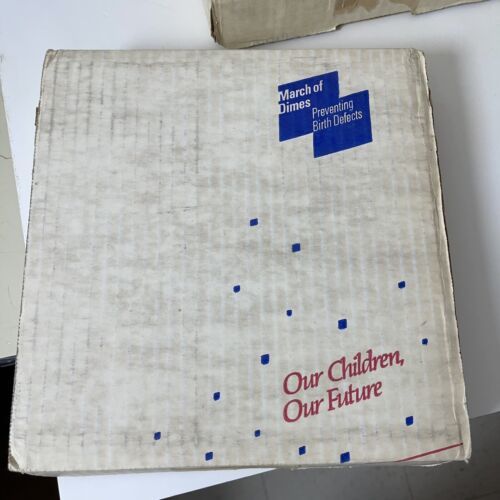 March of
Dimes
Preventing
Birth Defects
Our Children,
Our Future